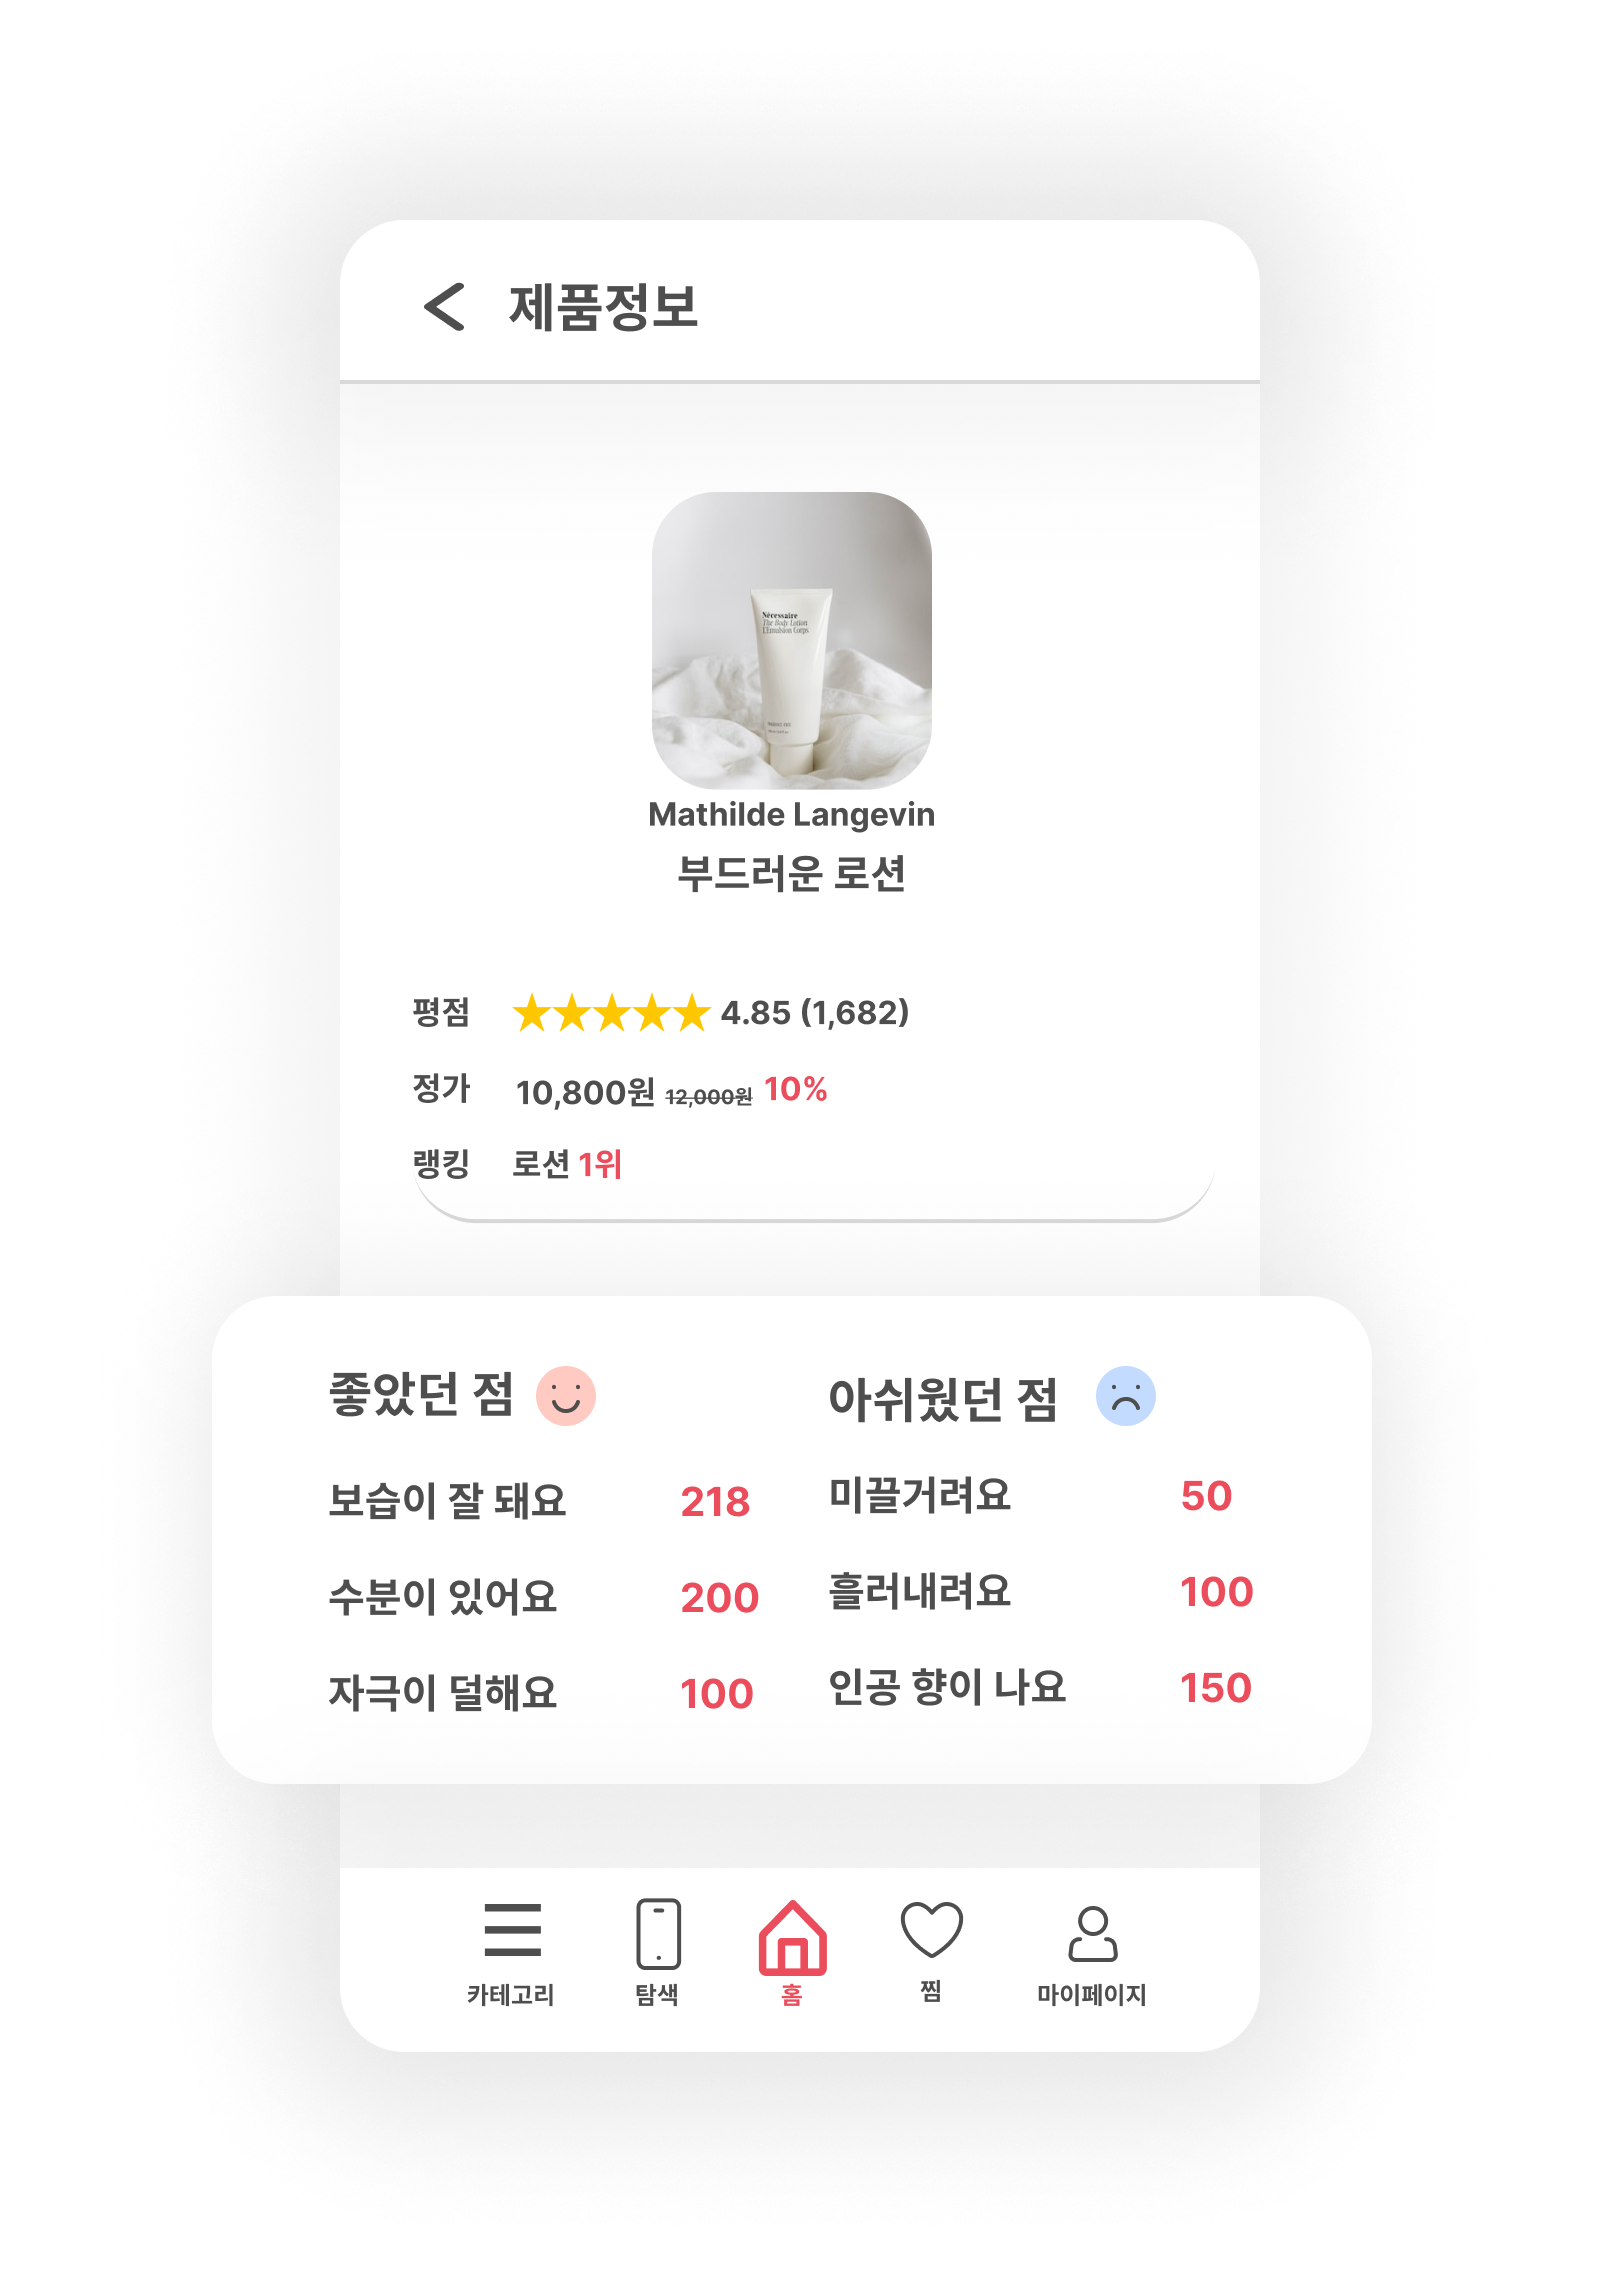 제품정보
Nécessaire
The Body Lotion
L'Emulsion Corps
Mathilde Langevin
부드러운 로션
평점 4.85 (1,682)
정가 10,800원 12,000원 10%
랭킹 로션 1위
좋았던 점
보습이 잘 돼요 218
수분이 있어요 200
자극이 덜해요 100
아쉬웠던 점
미끌거려요 50
흘러내려요 100
인공 향이 나요 150
카테고리
탐색
홈
찜
마이페이지